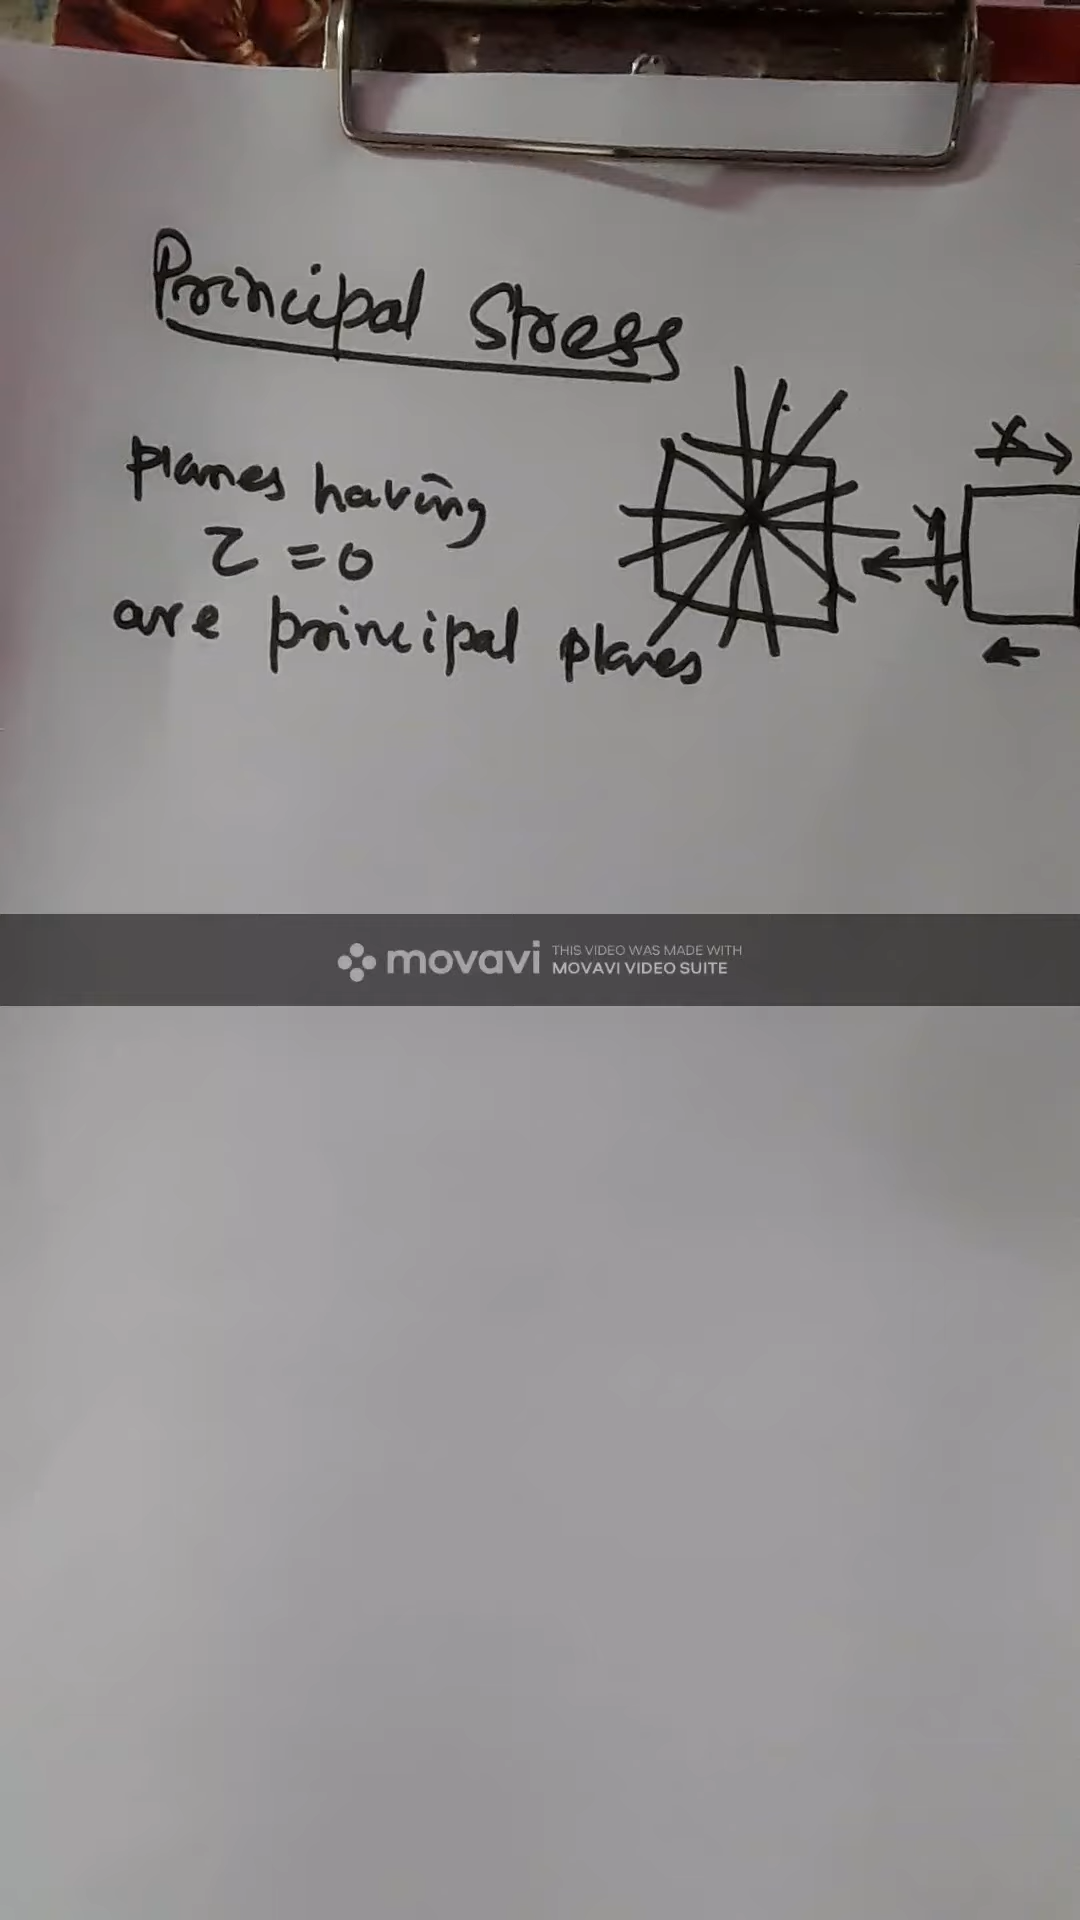 Principal Stress
planes having
τ = 0
are principal planes
movavi
THIS VIDEO WAS MADE WITH
MOVAVI VIDEO SUITE